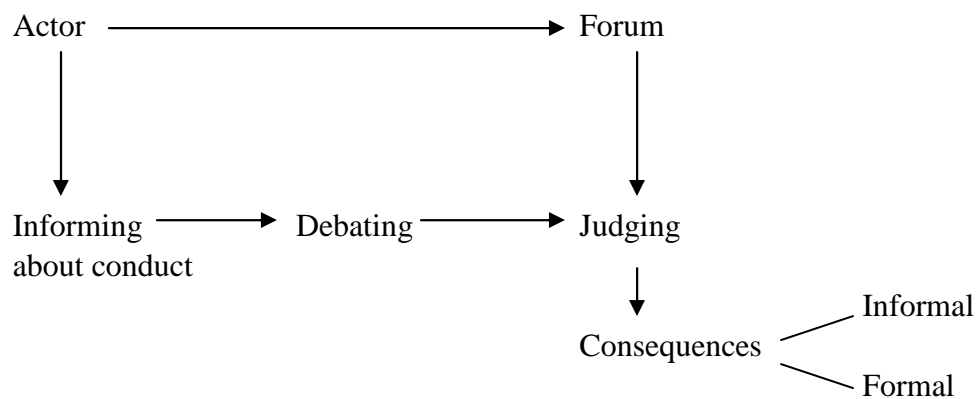 Actor
Forum
Informing
about conduct
Debating
Judging
Consequences
Informal
Formal